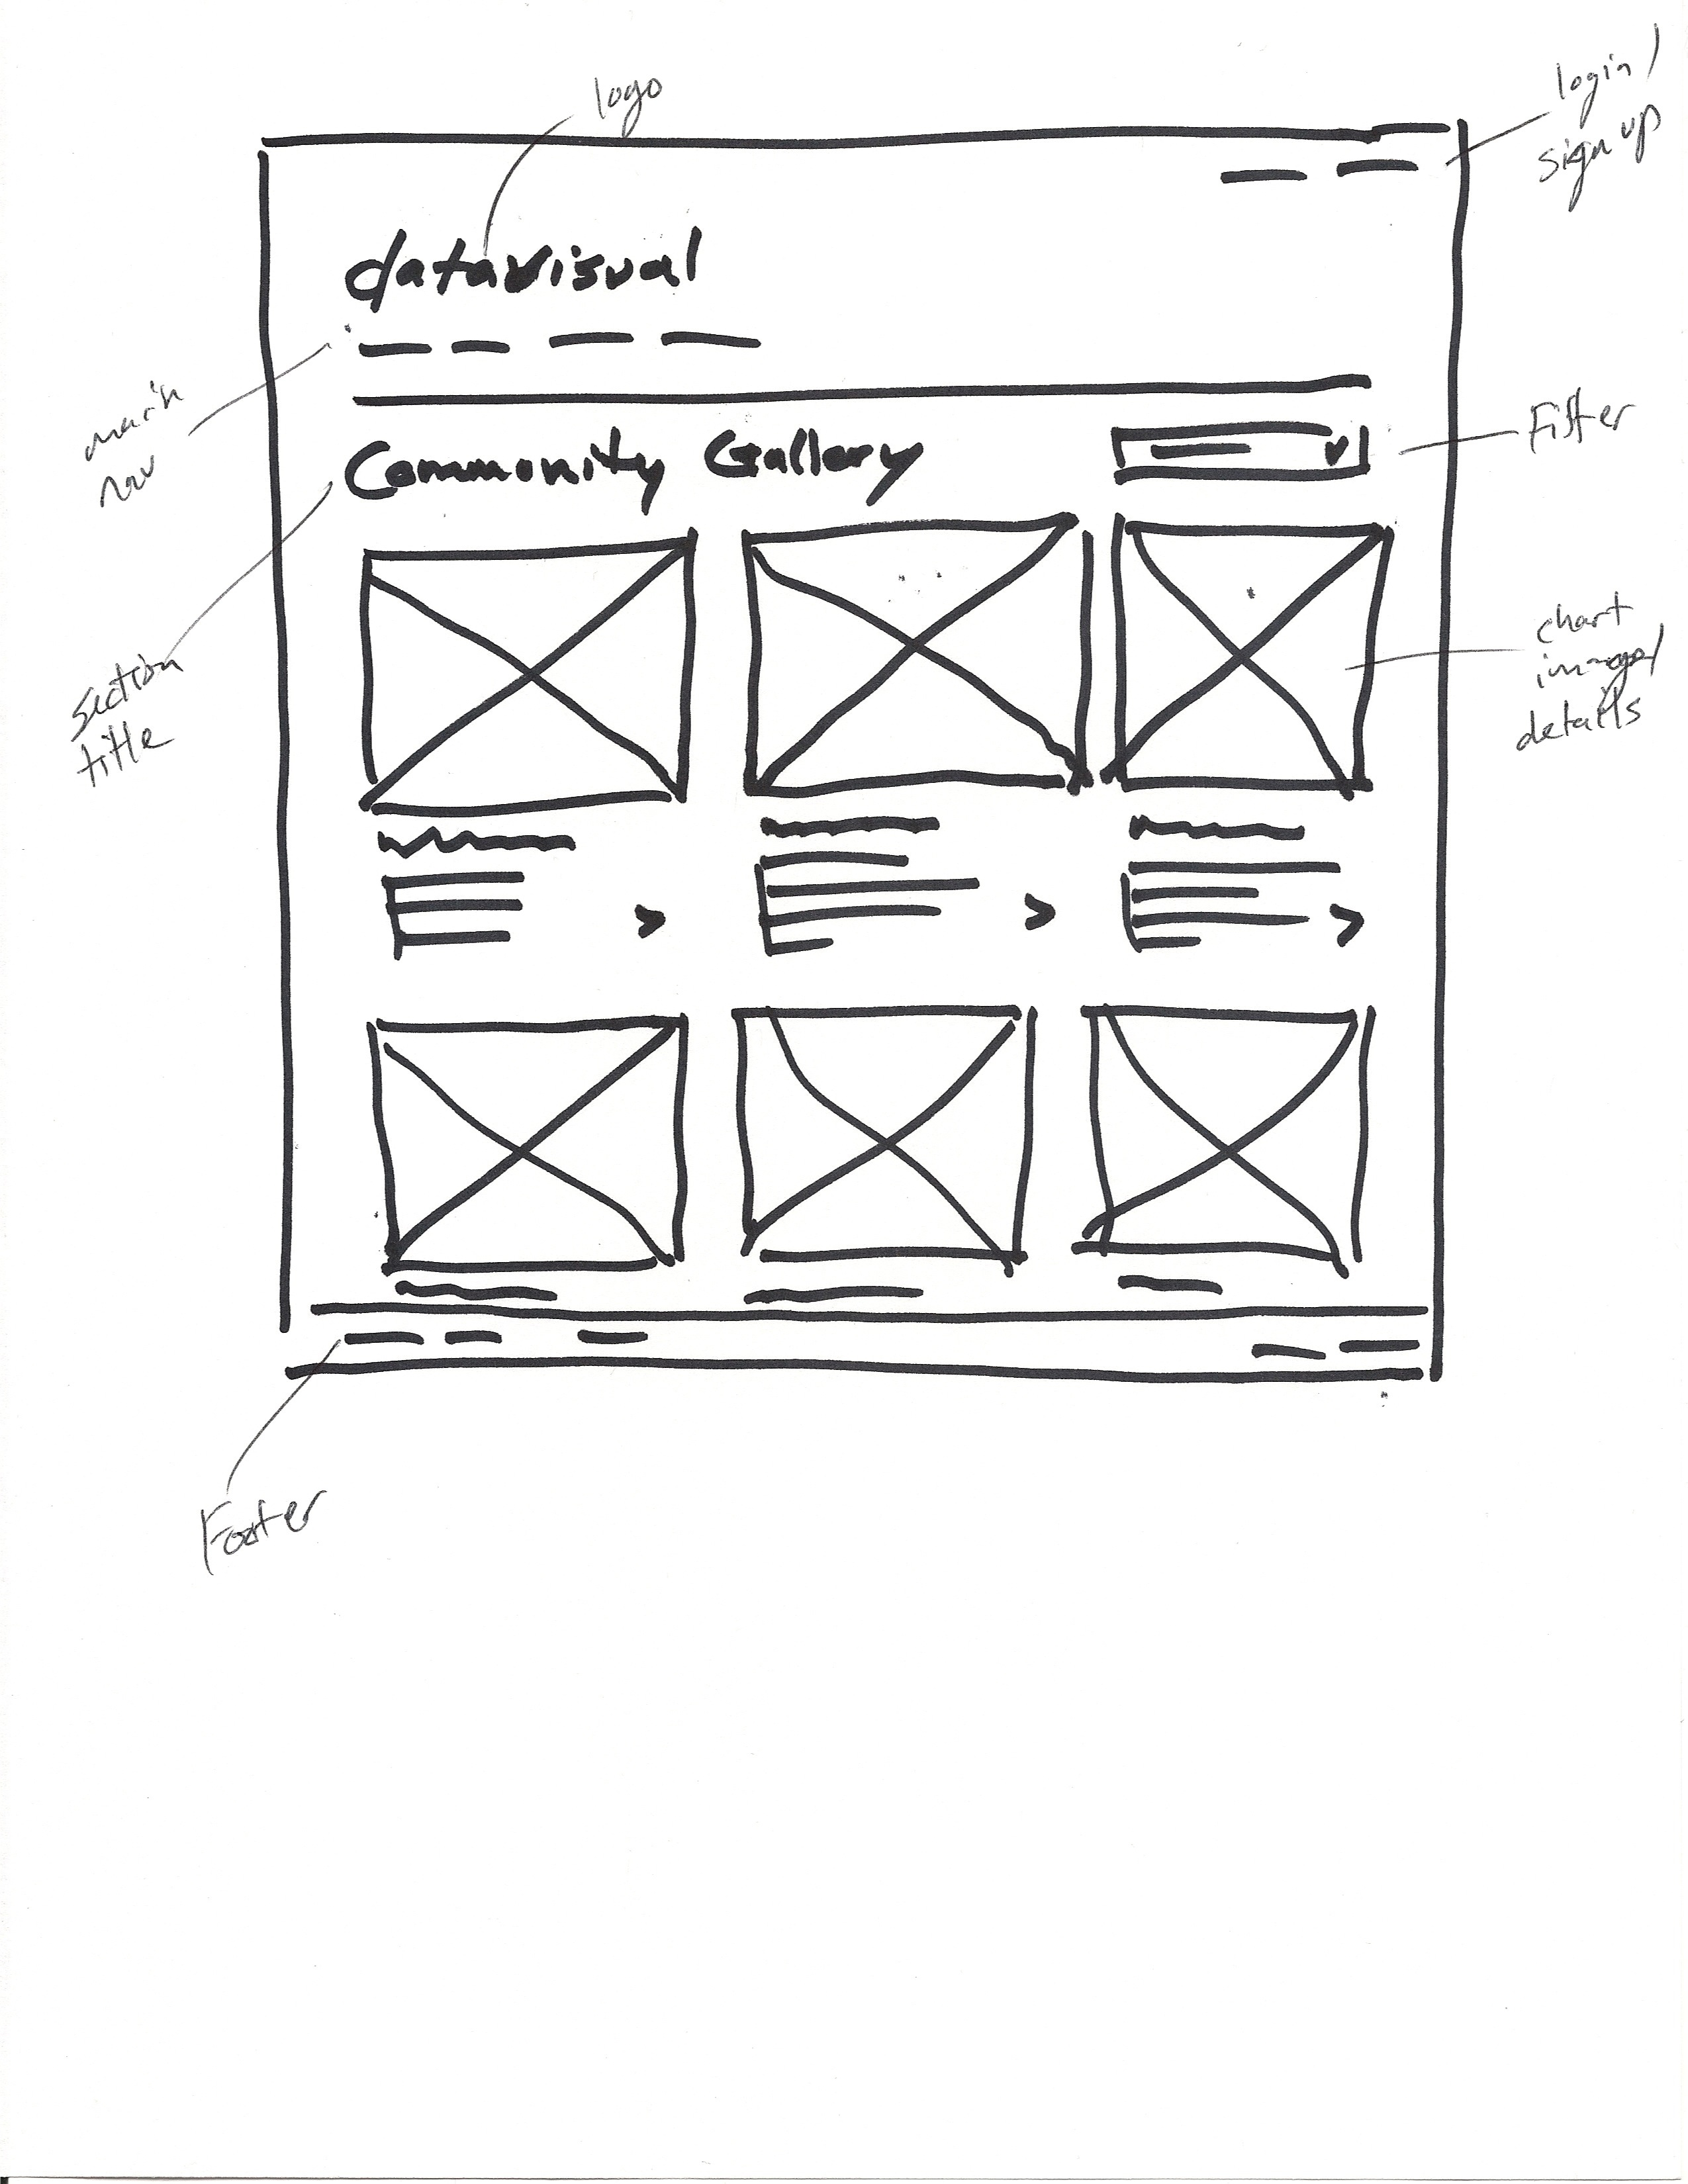 logo
login/
sign up
datavisual
main
nav
Community Gallery
Filter
section
title
chart
image/
details
Footer